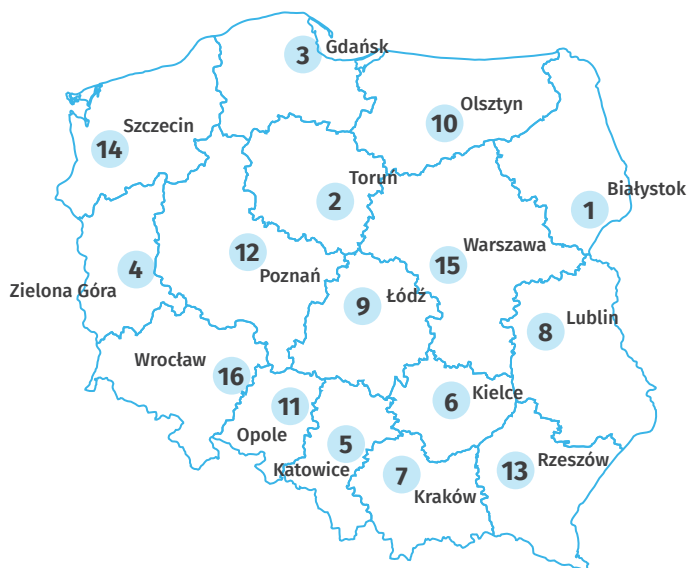 3
Gdańsk
Szczecin
14
Olsztyn
10
Toruń
2
Białystok
1
12
Poznań
Warszawa
15
4
Zielona Góra
Łódź
9
Lublin
8
Wrocław
16
Kielce
6
11
Opole
5
Katowice
7
Kraków
Rzeszów
13